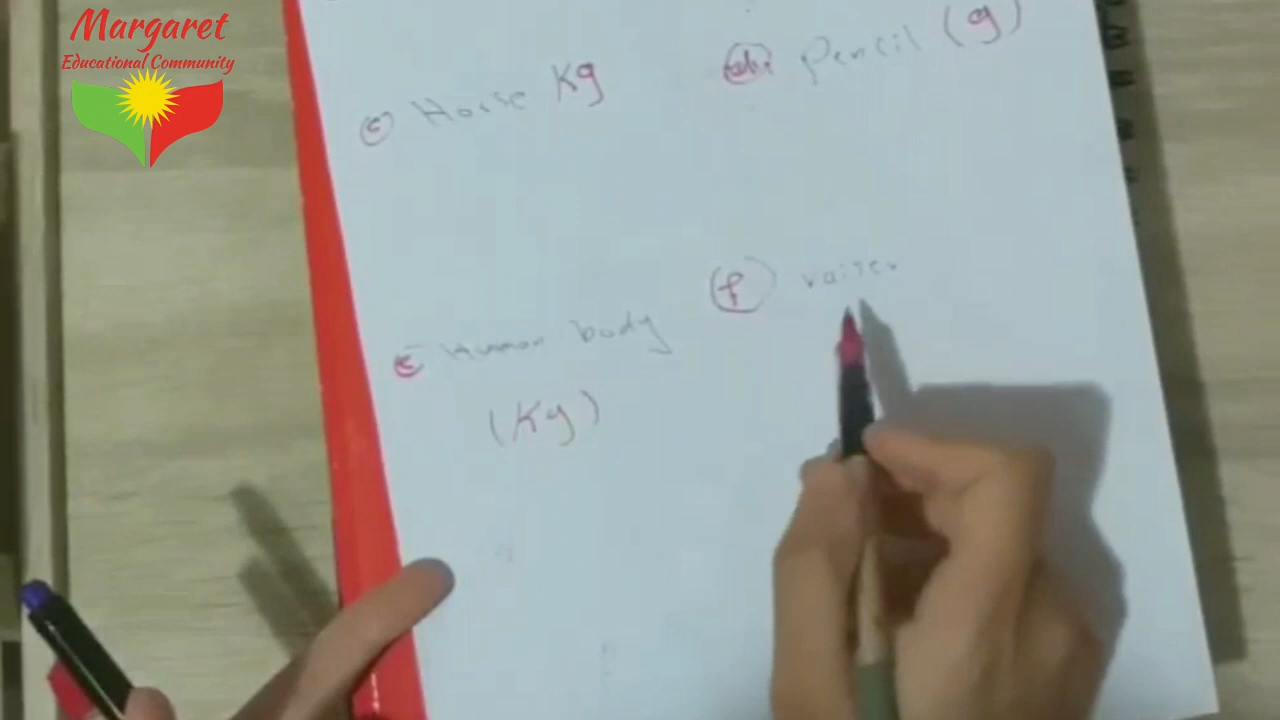 Margaret
Educational Community
(c) Horse Kg
(d) Pencil (g)
(E) Human body
(Kg)
(f)